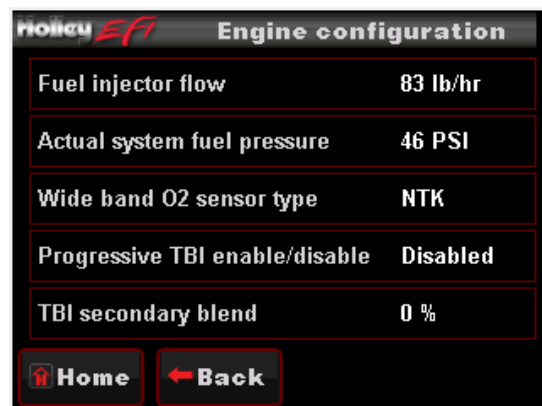 Holley EFI Engine configuration
Fuel injector flow 83 lb/hr
Actual system fuel pressure 46 PSI
Wide band O2 sensor type NTK
Progressive TBI enable/disable Disabled
TBI secondary blend 0 %
Home Back